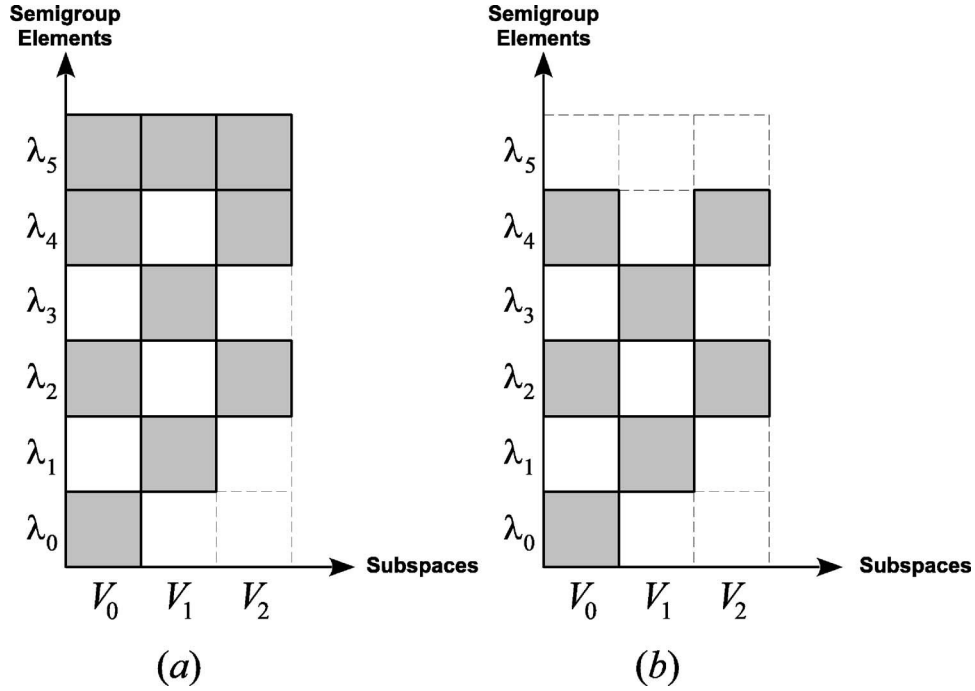 Semigroup
Elements
λ5
λ4
λ3
λ2
λ1
λ0
V0 V1 V2
Subspaces
(a)
Semigroup
Elements
λ5
λ4
λ3
λ2
λ1
λ0
V0 V1 V2
Subspaces
(b)